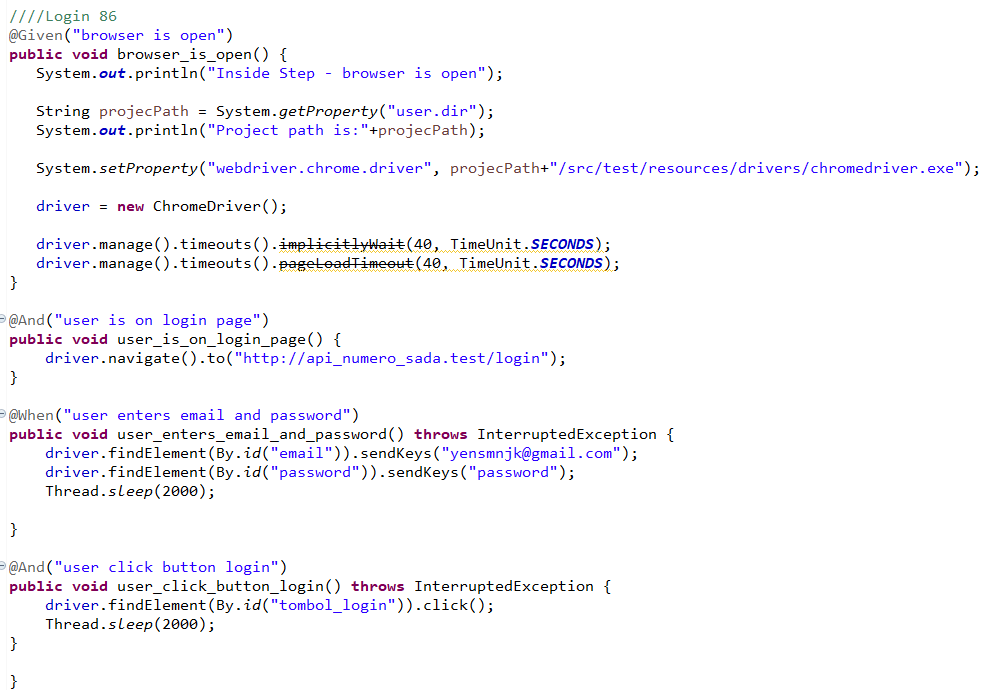 ////Login 86
@Given("browser is open")
public void browser_is_open() {
System.out.println("Inside Step - browser is open");
String projecPath = System.getProperty("user.dir");
System.out.println("Project path is:"+projecPath);
System.setProperty("webdriver.chrome.driver", projecPath+"/src/test/resources/drivers/chromedriver.exe");
driver = new ChromeDriver();
driver.manage().timeouts().implicitlyWait(40, TimeUnit.SECONDS);
driver.manage().timeouts().pageLoadTimeout(40, TimeUnit.SECONDS);
}
@And("user is on login page")
public void user_is_on_login_page() {
driver.navigate().to("http://api_numero_sada.test/login");
}
@When("user enters email and password")
public void user_enters_email_and_password() throws InterruptedException {
driver.findElement(By.id("email")).sendKeys("yensmnjk@gmail.com");
driver.findElement(By.id("password")).sendKeys("password");
Thread.sleep(2000);
}
@And("user click button login")
public void user_click_button_login() throws InterruptedException {
driver.findElement(By.id("tombol_login")).click();
Thread.sleep(2000);
}
}